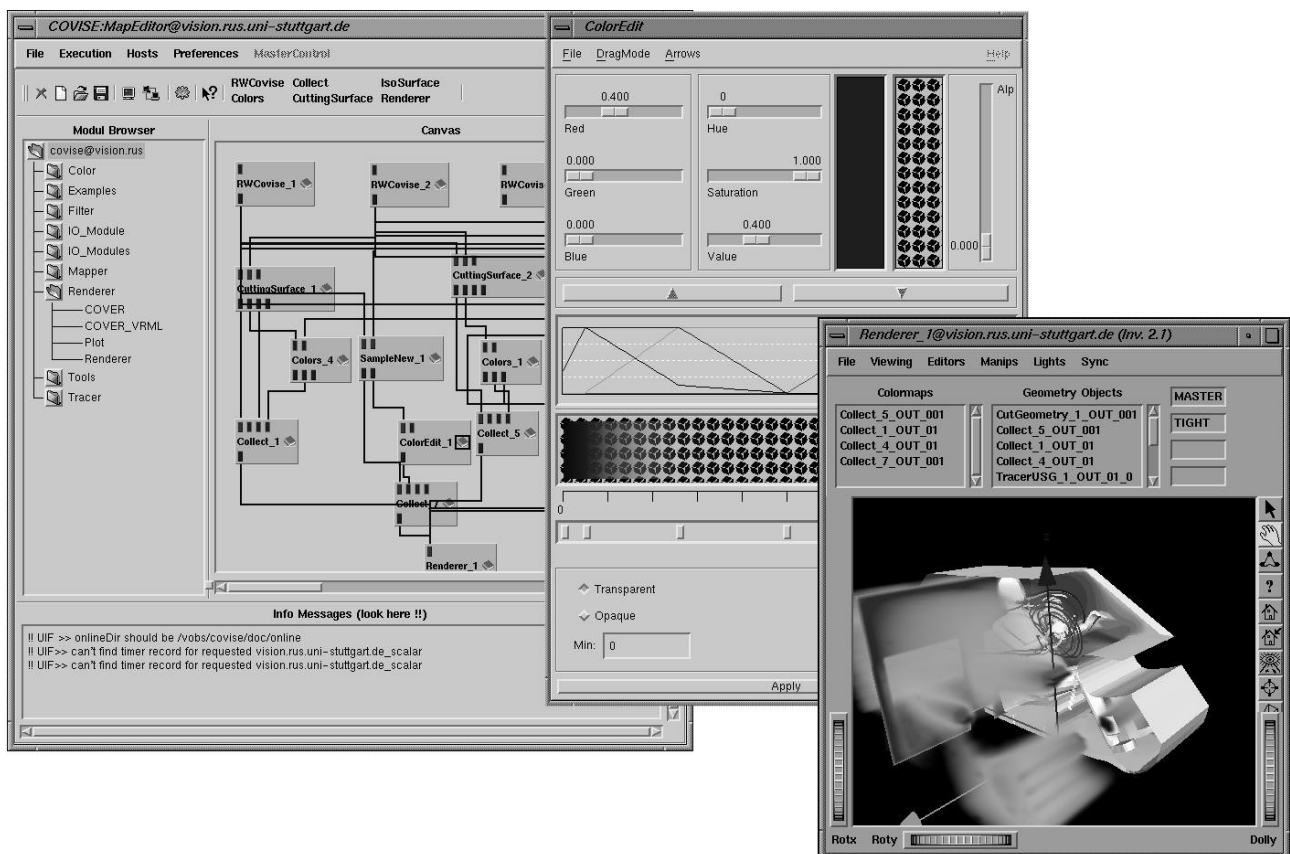 COVISE:MapEditor@vision.rus.uni-stuttgart.de
File Execution Hosts Preferences MasterControl
RWCovise Collect IsoSurface
Colors CuttingSurface Renderer
Modul Browser
covise@vision.rus
Color
Examples
Filter
IO_Module
IO_Modules
Mapper
Renderer
COVER
COVER_VRML
Plot
Renderer
Tools
Tracer
Canvas
RWCovise_1
RWCovise_2
RWCovis
CuttingSurface_1
CuttingSurface_2
Colors_4
SampleNew_1
Colors_1
Collect_1
ColorEdit_1
Collect_5
Collect_7
Renderer_1
Info Messages (look here !!)
!! UIF >> onlineDir should be /vobs/covise/doc/online
!! UIF>> can't find timer record for requested vision.rus.uni-stuttgart.de_scalar
!! UIF>> can't find timer record for requested vision.rus.uni-stuttgart.de_scalar
ColorEdit
File DragMode Arrows Help
0.400
Red
0.000
Green
0.000
Blue
0
Hue
1.000
Saturation
0.400
Value
Alp
0.000
0
Transparent
Opaque
Min: 0
Apply
Renderer_1@vision.rus.uni-stuttgart.de (Inv. 2.1)
File Viewing Editors Manips Lights Sync
Colormaps
Collect_5_OUT_001
Collect_1_OUT_01
Collect_4_OUT_01
Collect_7_OUT_001
Geometry Objects
CutGeometry_1_OUT_001
Collect_5_OUT_001
Collect_1_OUT_01
Collect_4_OUT_01
TracerUSG_1_OUT_01_0
MASTER
TIGHT
?
Rotx Roty Dolly